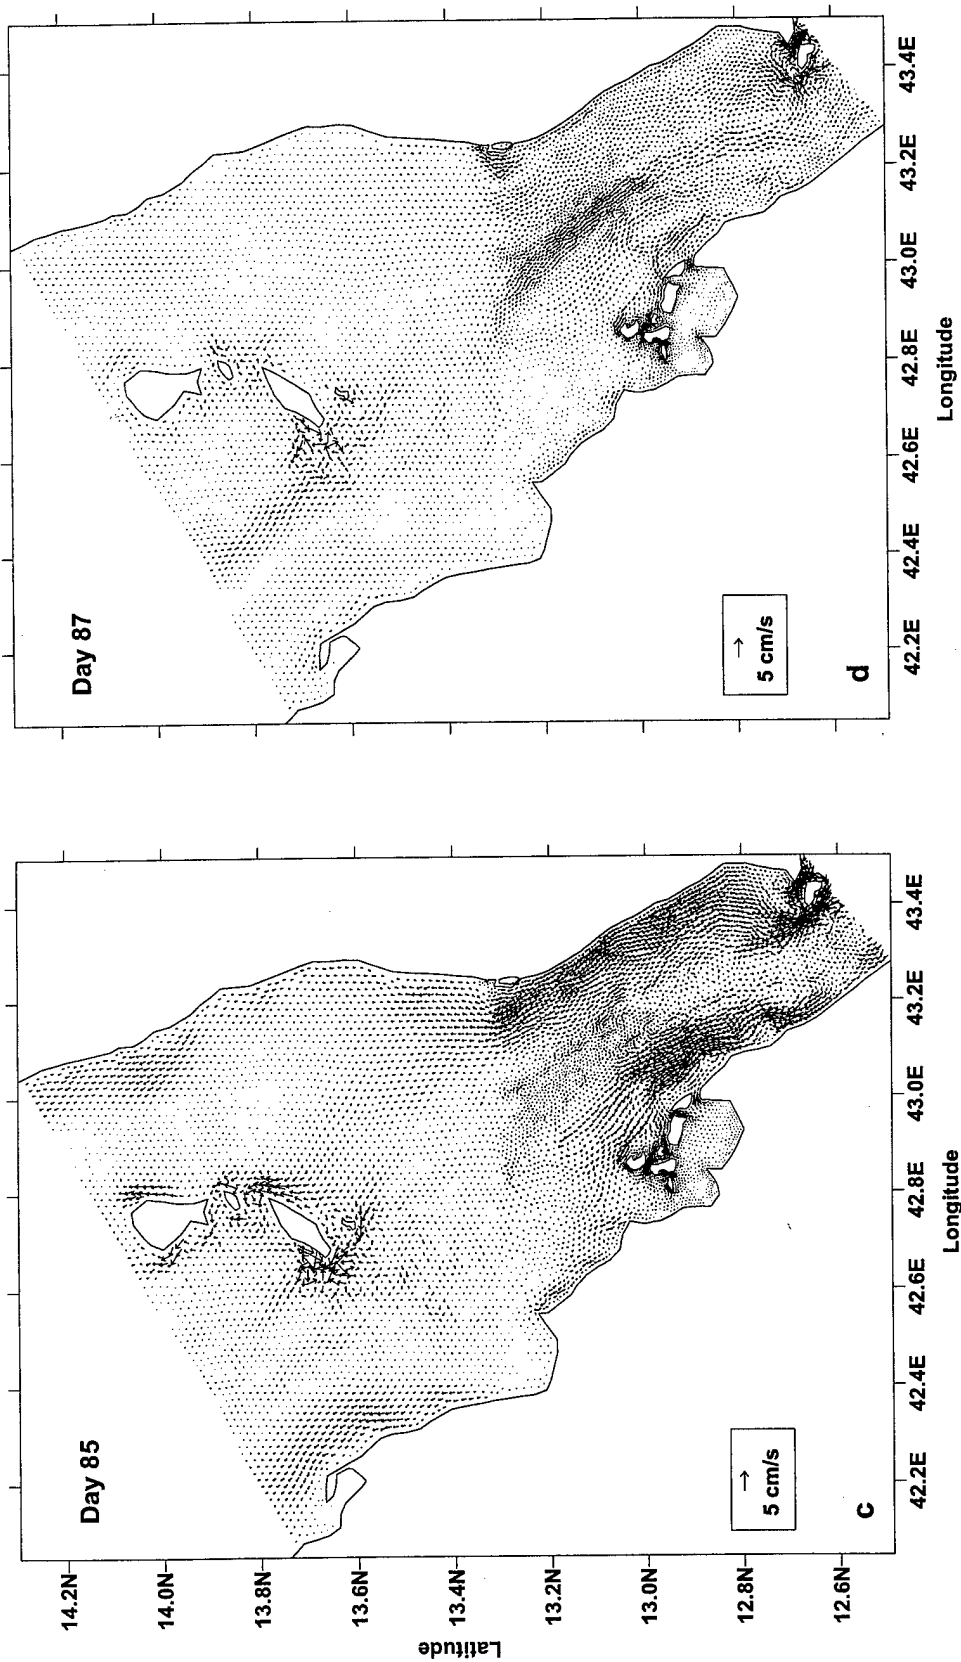 Day 85
14.2N
14.0N
13.8N
13.6N
13.4N
13.2N
13.0N
12.8N
12.6N
Latitude
5 cm/s
c
42.2E
42.4E
42.6E
42.8E
43.0E
43.2E
43.4E
Longitude
Day 87
5 cm/s
d
42.2E
42.4E
42.6E
42.8E
43.0E
43.2E
43.4E
Longitude